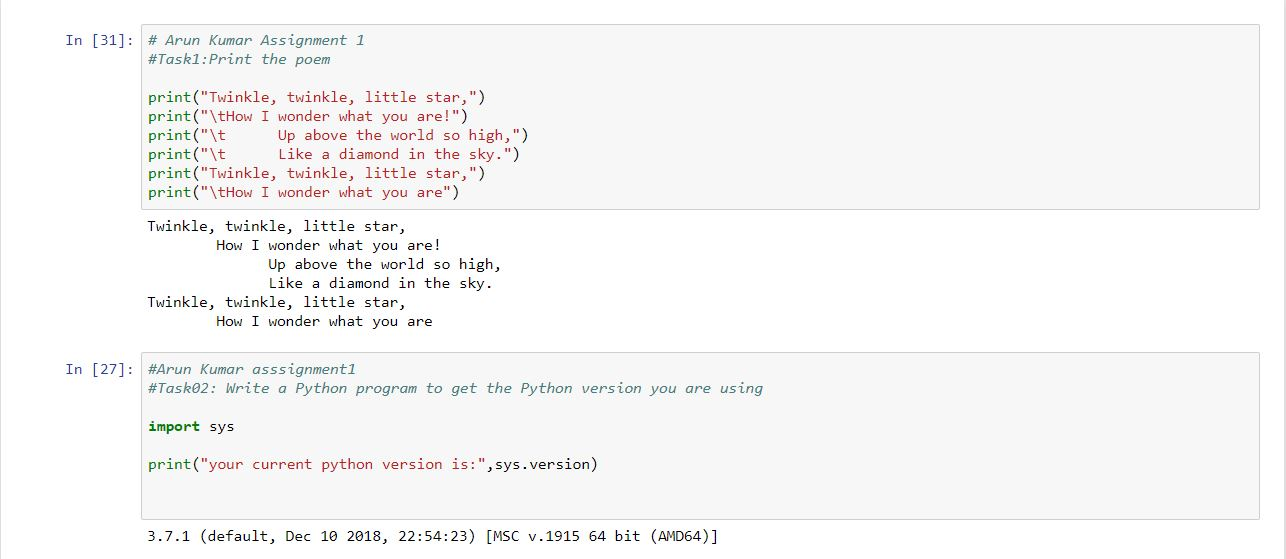 In [31]: # Arun Kumar Assignment 1
#Task1:Print the poem
print("Twinkle, twinkle, little star,")
print("\tHow I wonder what you are!")
print("\t      Up above the world so high,")
print("\t      Like a diamond in the sky.")
print("Twinkle, twinkle, little star,")
print("\tHow I wonder what you are")
Twinkle, twinkle, little star,
        How I wonder what you are!
              Up above the world so high,
              Like a diamond in the sky.
Twinkle, twinkle, little star,
        How I wonder what you are
In [27]: #Arun Kumar asssignment1
#Task02: Write a Python program to get the Python version you are using
import sys
print("your current python version is:",sys.version)
3.7.1 (default, Dec 10 2018, 22:54:23) [MSC v.1915 64 bit (AMD64)]